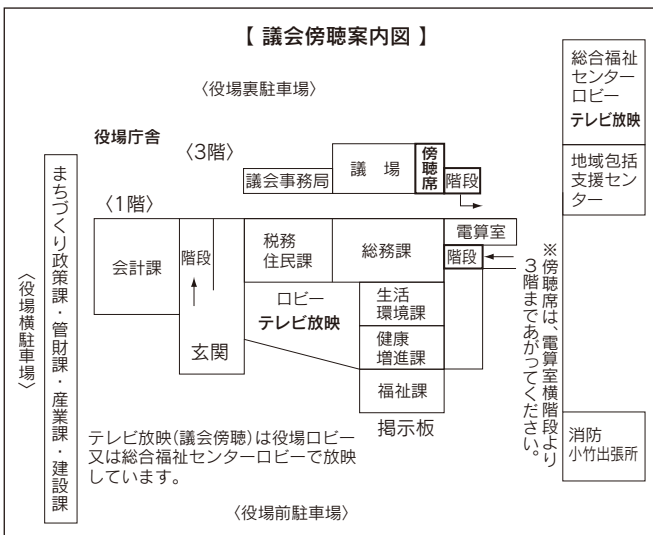 【 議会傍聴案内図 】
〈役場裏駐車場〉
総合福祉
センター
ロビー
テレビ放映
地域包括
支援セン
ター
役場庁舎
〈3階〉
議会事務局
議 場
傍聴席
階段
〈1階〉
まちづくり政策課・管財課・産業課・建設課
〈役場横駐車場〉
会計課
階段
玄関
税務
住民課
総務課
電算室
階段
ロビー
テレビ放映
生活
環境課
健康
増進課
福祉課
掲示板
※傍聴席は、電算室横階段より
3階まであがってください。
消防
小竹出張所
テレビ放映(議会傍聴)は役場ロビー
又は総合福祉センターロビーで放映
しています。
〈役場前駐車場〉